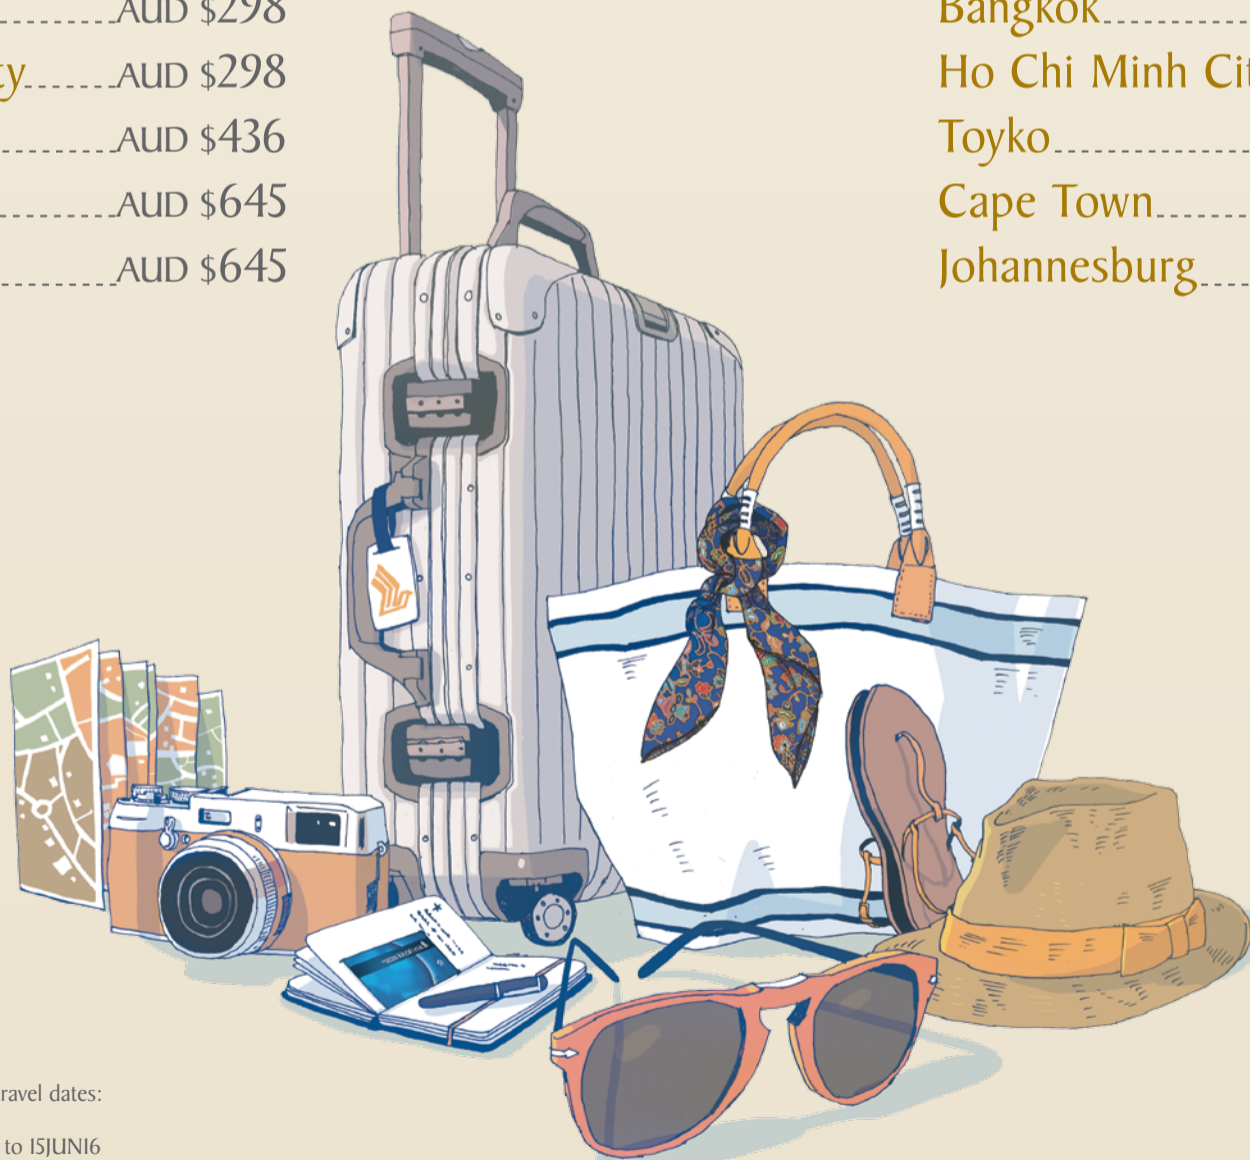 AUD $298
ty AUD $298
AUD $436
AUD $645
AUD $645
Bangkok
Ho Chi Minh Cit
Toyko
Cape Town
Johannesburg
ravel dates:
to 15JUN16